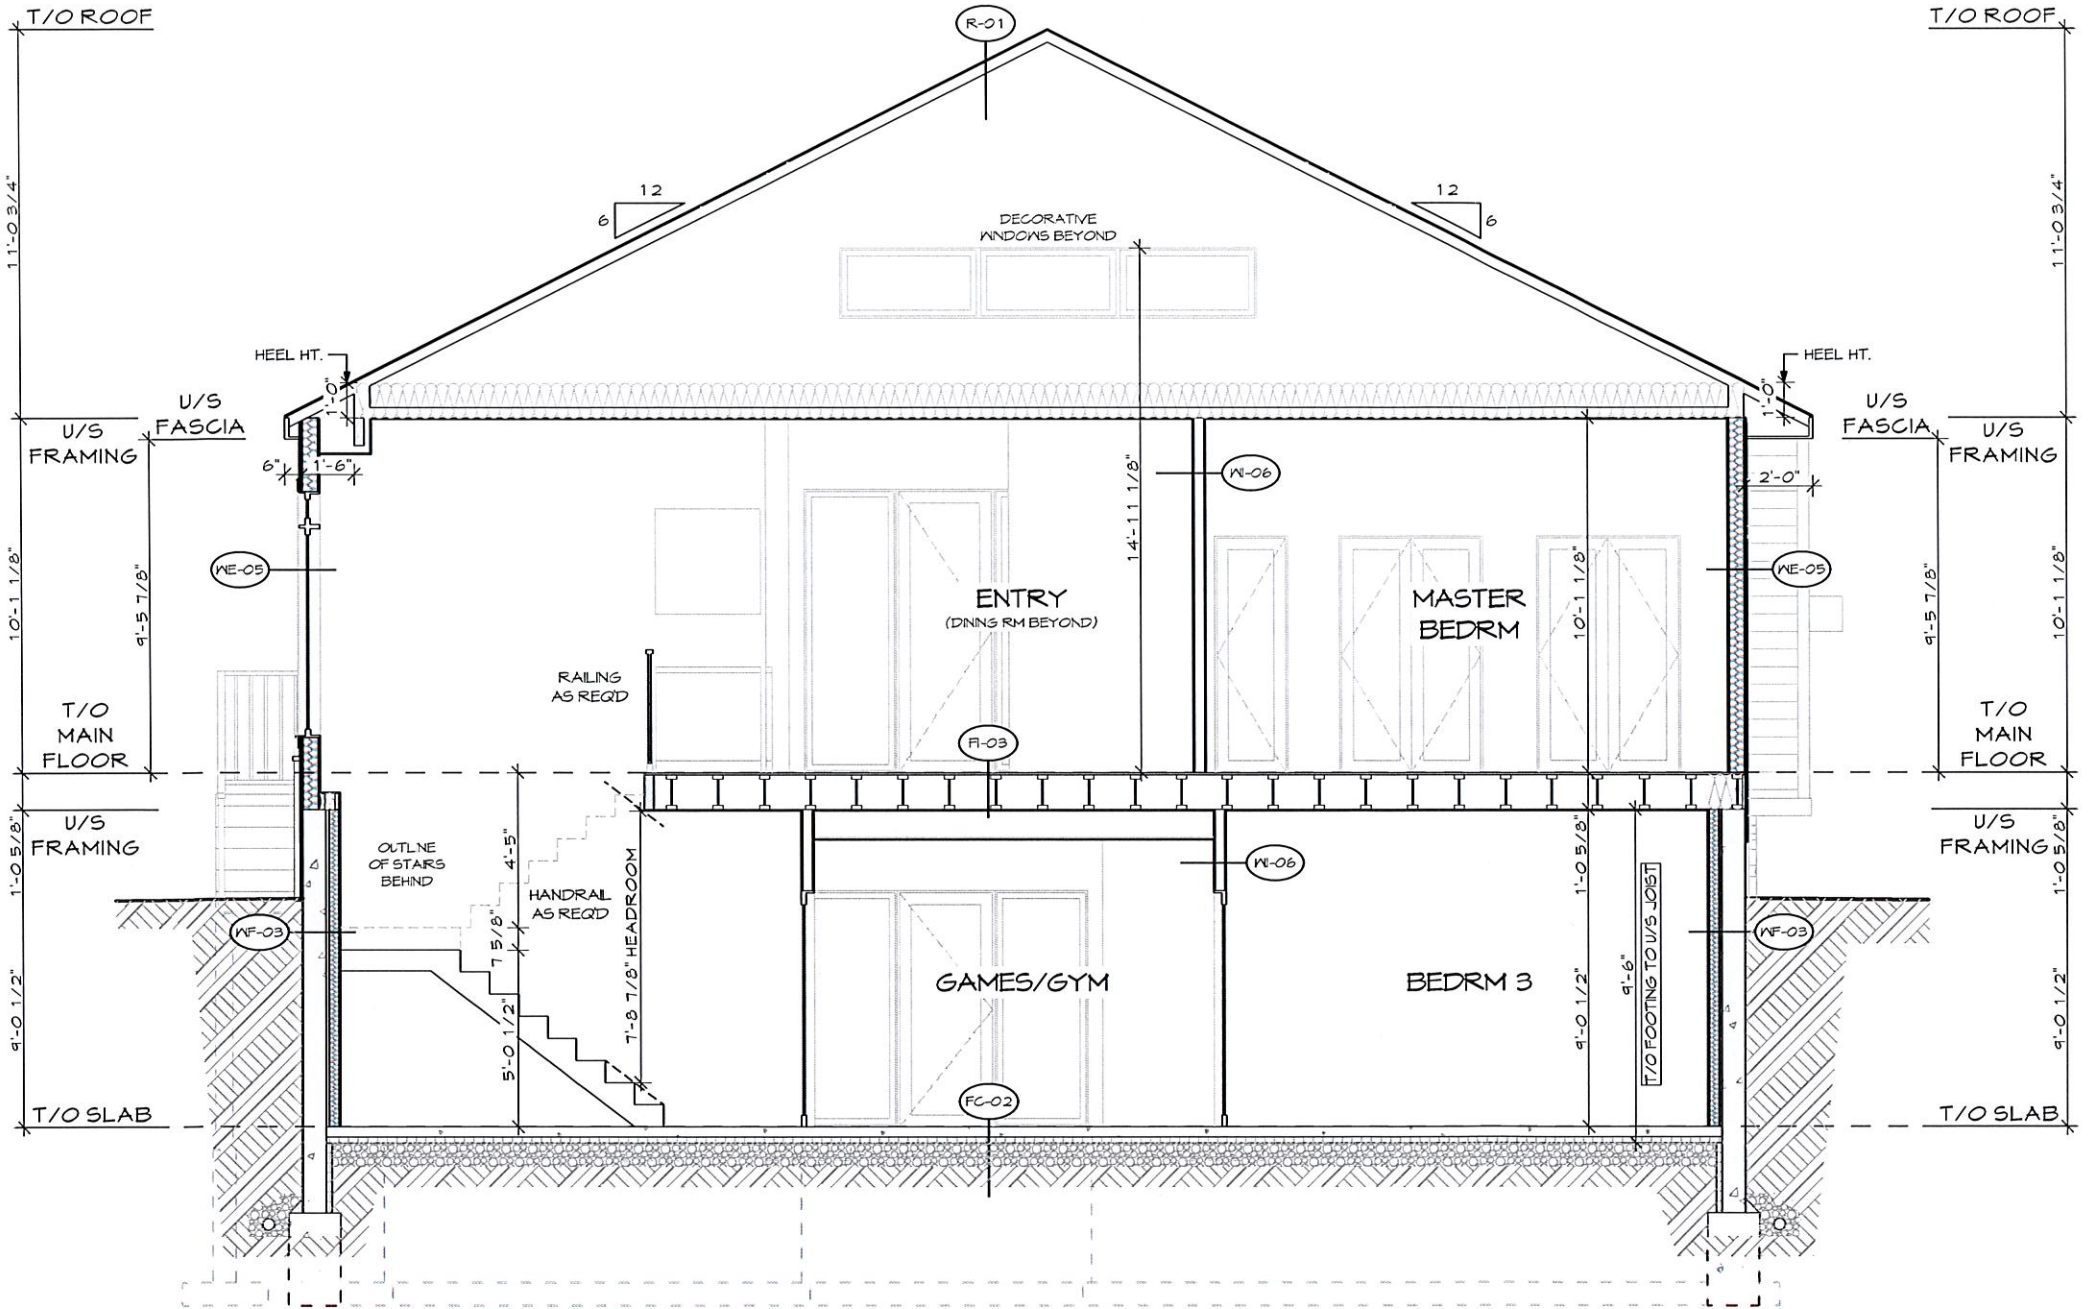 T/O ROOF
R-01
T/O ROOF
11'-0 3/4"
12
6
12
6
11'-0 3/4"
DECORATIVE
WINDOWS BEYOND
HEEL HT.
HEEL HT.
1'-0"
1'-0"
U/S
FASCIA
U/S
FRAMING
U/S
FASCIA
U/S
FRAMING
6"
1'-6"
2'-0"
WI-06
14'-11 1/8"
10'-1 1/8"
9'-5 7/8"
WE-05
10'-1 1/8"
WE-05
9'-5 7/8"
10'-1 1/8"
ENTRY
(DINING RM BEYOND)
MASTER
BEDRM
RAILING
AS REQ'D
T/O
MAIN
FLOOR
FI-03
T/O
MAIN
FLOOR
U/S
FRAMING
U/S
FRAMING
1'-0 5/8"
OUTLINE
OF STAIRS
BEHIND
4'-5"
HANDRAIL
AS REQ'D
7 5/8"
7'-8 7/8" HEADROOM
WI-06
1'-0 5/8"
1'-0 5/8"
WF-03
WF-03
9'-0 1/2"
5'-0 1/2"
GAMES/GYM
BEDRM 3
9'-0 1/2"
9'-6"
T/O FOOTING TO U/S JOIST
9'-0 1/2"
T/O SLAB
FC-02
T/O SLAB